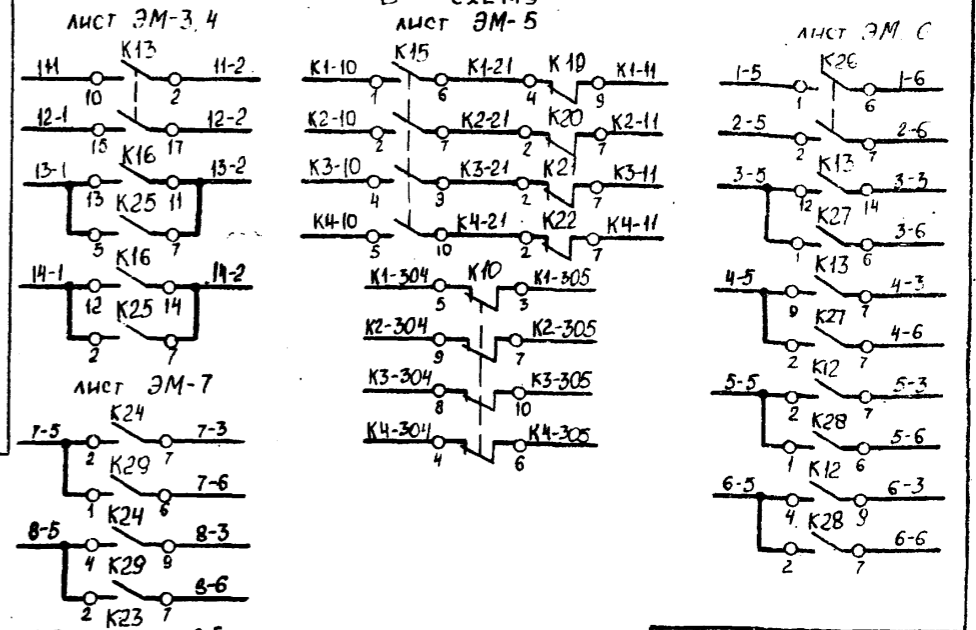 В СХЕМЭ
ЛИСТ ЭМ-3,4
K13
11-1 11-2
10 2
12-1 12-2
15 17
K16
13-1 13-2
13 11
K25
5 7
K16
14-1 14-2
12 14
K25
2 7
ЛИСТ ЭМ-7
K24
7-5 7-3
2 7
K29
7-6
1 6
K24
8-5 8-3
4 9
K29
8-6
2 7
K23
ЛИСТ ЭМ-5
K15
K1-10 K1-21 K19 K1-11
1 6 4 9
K20
K2-10 K2-21 K2-11
2 7 2 7
K3-10 K3-21 K21 K3-11
4 9 2 7
K22
K4-10 K4-21 K4-11
5 10 2 7
K1-304 K10 K1-305
5 3
K2-304 K2-305
9 7
K3-304 K3-305
8 10
K4-304 K4-305
4 6
ЛИСТ ЭМ 6
K26
1-5 1-6
1 6
2-5 2-6
2 7
K13
3-5 3-3
12 14
K27
3-6
1 6
K13
4-5 4-3
9 7
K27
4-6
2 7
K12
5-5 5-3
2 7
K28
5-6
1 6
K12
6-5 6-3
4 9
K28
6-6
2 7